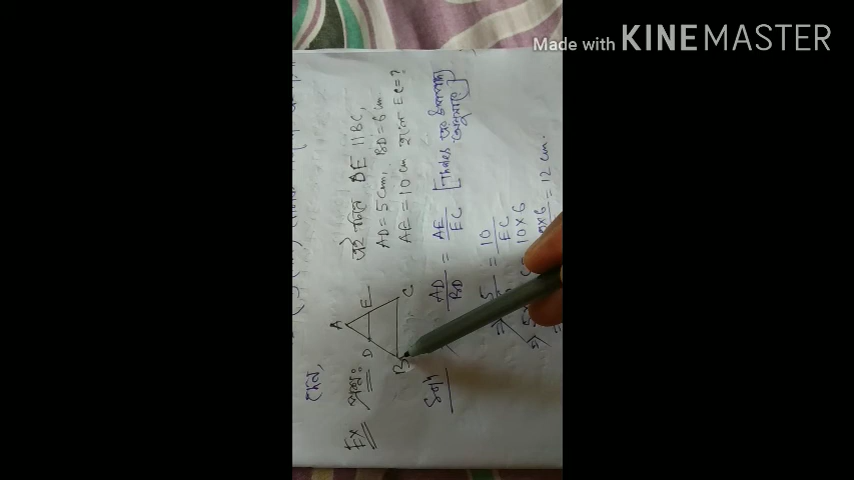 Made with KINEMASTER
Ex প্রশ্নঃ
A
D E
B C
DE || BC,
AD = 5 cm, BD = 6 cm
AE = 10 cm হলে EC = ?
Soln
AD/BD = AE/EC [Thales এর উপপাদ্য
অনুসারে]
⇒ 5/ = 10/EC
⇒ 10 × 6
= 12 cm.